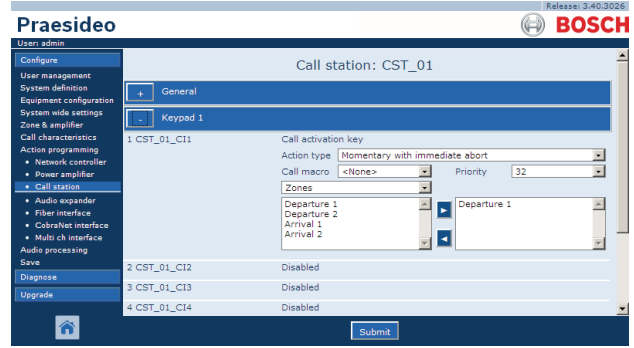 Release: 3.40.3026
Praesideo
BOSCH
User: admin
Configure
User management
System definition
Equipment configuration
System wide settings
Zone & amplifier
Call characteristics
Action programming
• Network controller
• Power amplifier
• Call station
• Audio expander
• Fiber interface
• CobraNet interface
• Multi ch interface
Audio processing
Save
Diagnose
Upgrade
Call station: CST_01
+ General
- Keypad 1
1 CST_01_CI1 Call activation key
Action type Momentary with immediate abort
Call macro <None> Priority 32
Zones
Departure 1 Departure 1
Departure 2
Arrival 1
Arrival 2
2 CST_01_CI2 Disabled
3 CST_01_CI3 Disabled
4 CST_01_CI4 Disabled
Submit